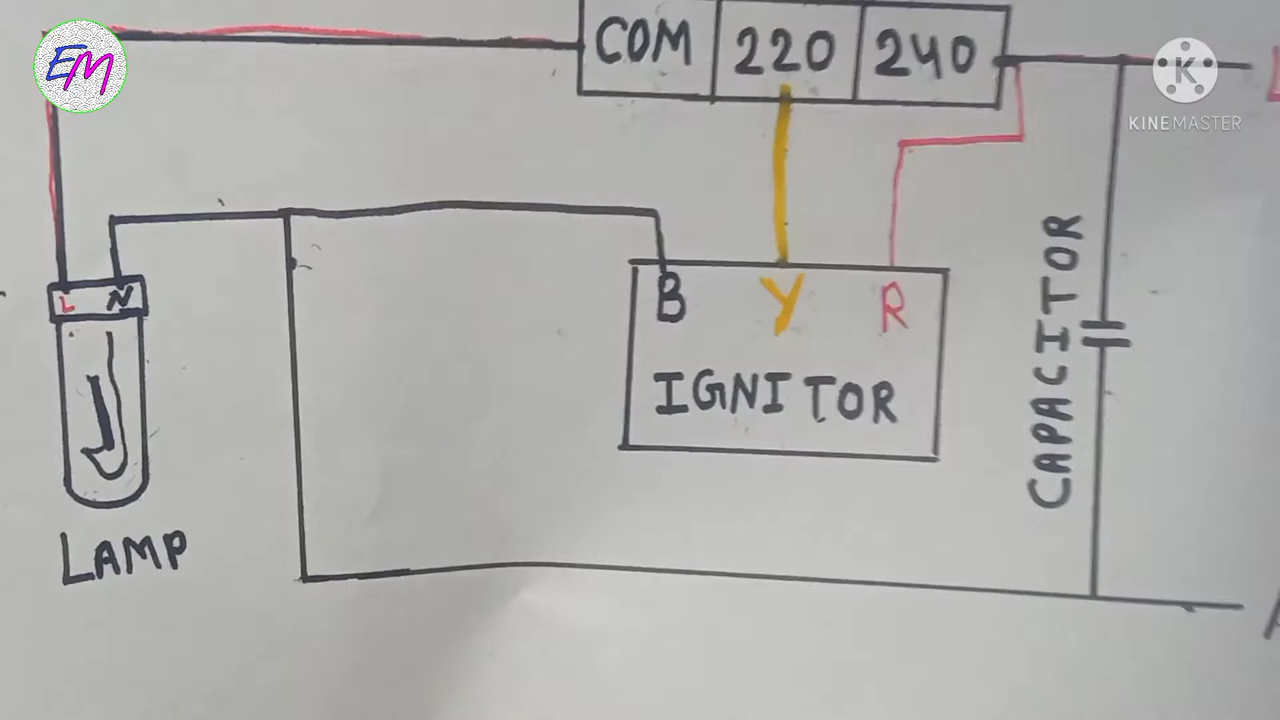 EM
COM 220 240
K
KINEMASTER
L N
B Y R
IGNITOR
CAPACITOR
LAMP